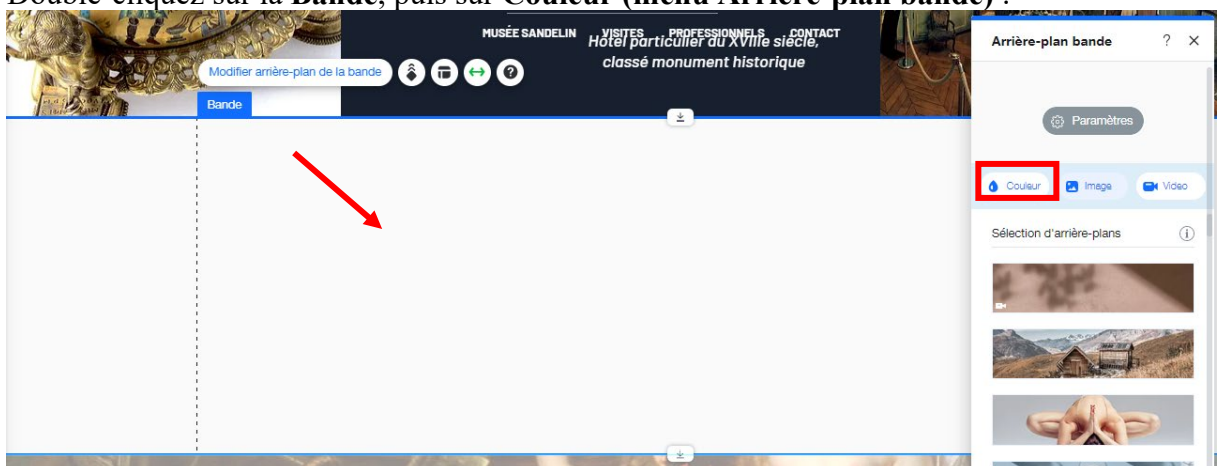 Double-cliquez sur la Bande, puis sur Couleur (menu Arrière-plan bande) :
MUSÉE SANDELIN VISITES PROFESSIONNELS CONTACT
Hôtel particulier du XVIIIe siècle,
classé monument historique
Modifier arrière-plan de la bande
Bande
Arrière-plan bande ?
Paramètres
Couleur Image Video
Sélection d'arrière-plans